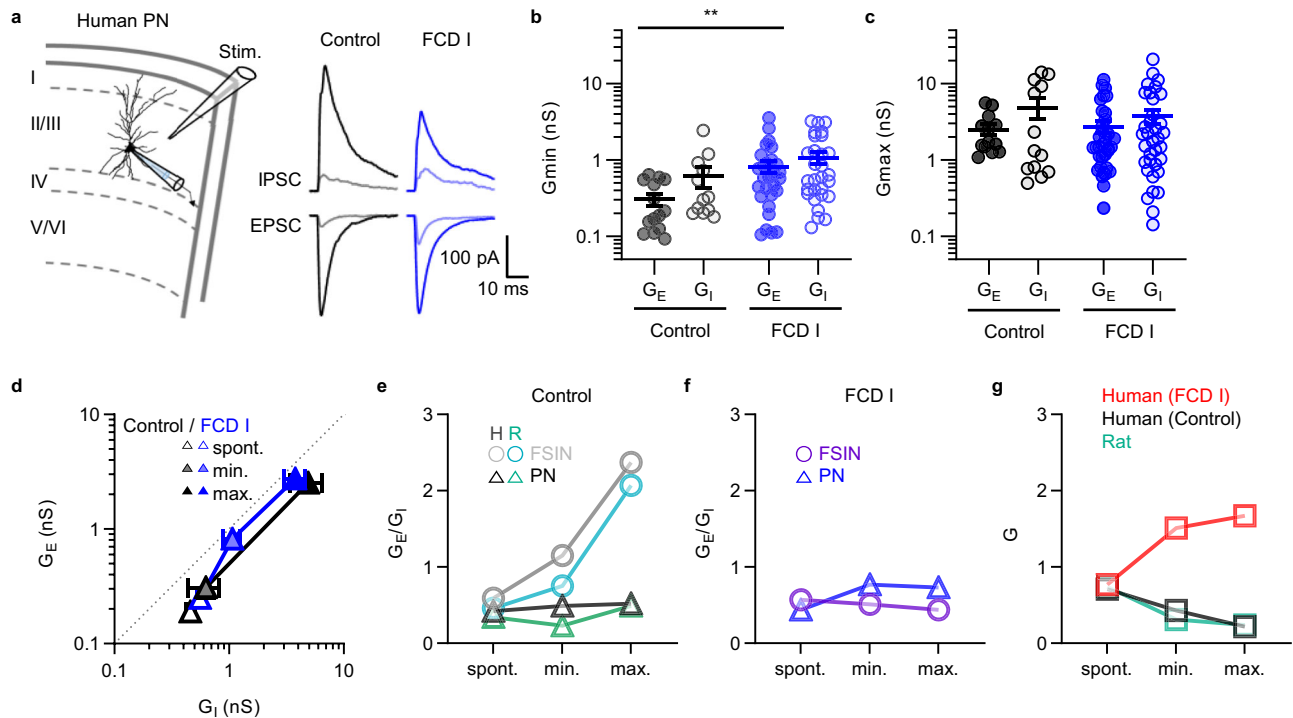 a
Human PN
Stim.
I
II/III
IV
V/VI
Control
FCD I
IPSC
EPSC
100 pA
10 ms
b
**
Gmin (nS)
10
1
0.1
GE
GI
GE
GI
Control
FCD I
c
Gmax (nS)
10
1
0.1
GE
GI
GE
GI
Control
FCD I
d
Control / FCD I
spont.
min.
max.
GE (nS)
10
1
0.1
0.1
1
10
GI (nS)
e
Control
H R
FSIN
PN
GE/GI
3
2
1
0
spont.
min.
max.
f
FCD I
FSIN
PN
GE/GI
3
2
1
0
spont.
min.
max.
g
Human (FCD I)
Human (Control)
Rat
G
3
2
1
0
spont.
min.
max.